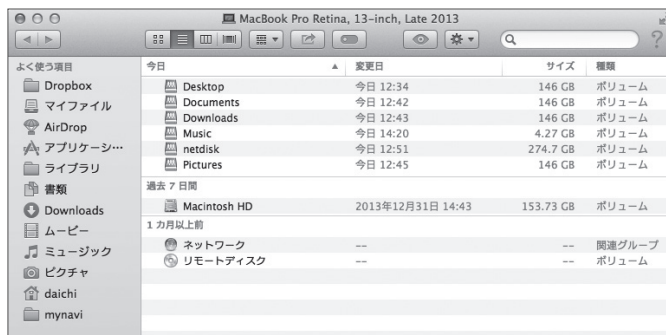 MacBook Pro Retina, 13-inch, Late 2013
よく使う項目
Dropbox
マイファイル
AirDrop
アプリケーシ…
ライブラリ
書類
Downloads
ムービー
ミュージック
ピクチャ
daichi
mynavi
今日 変更日 サイズ 種類
Desktop 今日 12:34 146 GB ボリューム
Documents 今日 12:42 146 GB ボリューム
Downloads 今日 12:43 146 GB ボリューム
Music 今日 14:20 4.27 GB ボリューム
netdisk 今日 12:51 274.7 GB ボリューム
Pictures 今日 12:45 146 GB ボリューム
過去 7 日間
Macintosh HD 2013年12月31日 14:43 153.73 GB ボリューム
1 カ月以上前
ネットワーク -- -- 関連グループ
リモートディスク -- -- ボリューム